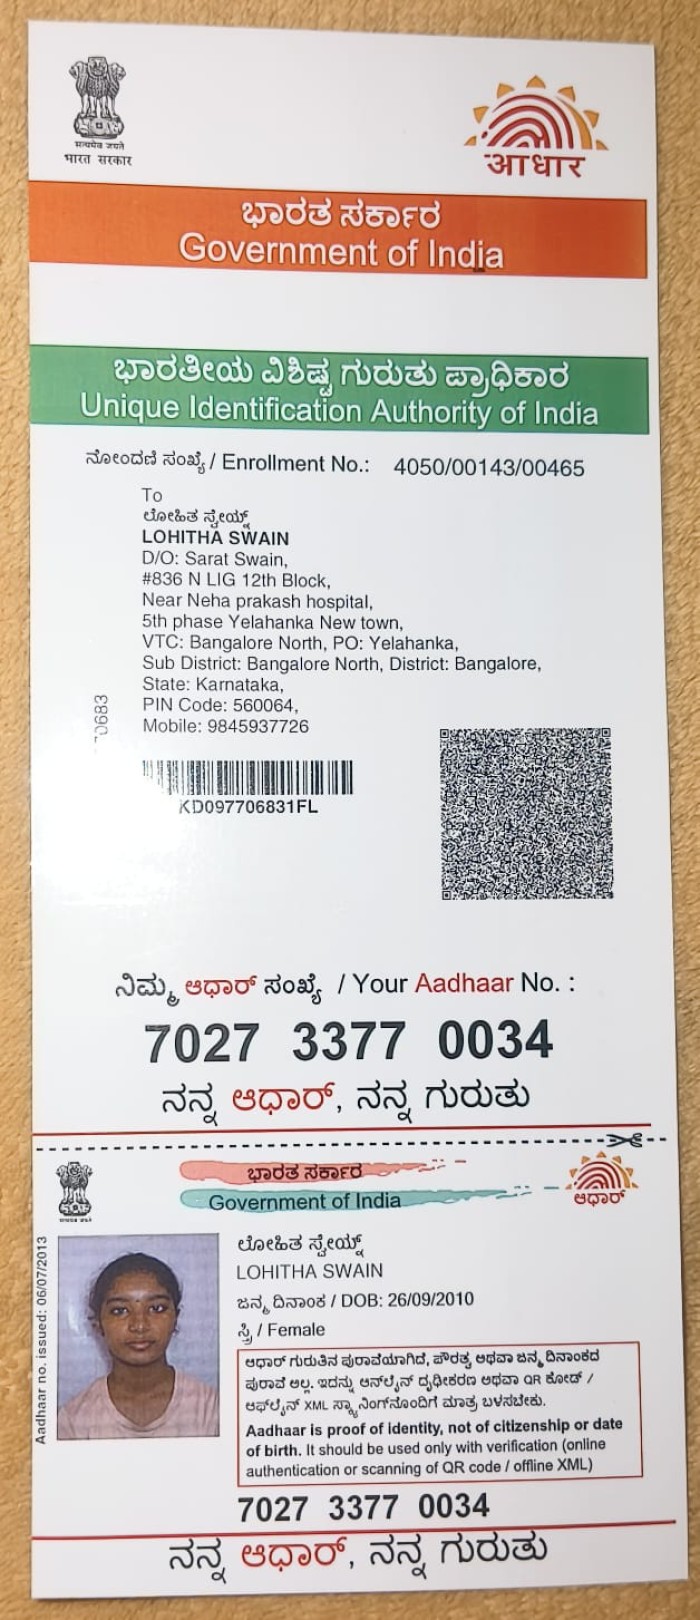 सत्यमेव जयते
भारत सरकार
आधार
ಭಾರತ ಸರ್ಕಾರ
Government of India
ಭಾರತೀಯ ವಿಶಿಷ್ಟ ಗುರುತು ಪ್ರಾಧಿಕಾರ
Unique Identification Authority of India
ನೋಂದಣಿ ಸಂಖ್ಯೆ / Enrollment No.: 4050/00143/00465
To
ಲೋಹಿತ ಸ್ವೇಯ್ನ್
LOHITHA SWAIN
D/O: Sarat Swain,
#836 N LIG 12th Block,
Near Neha prakash hospital,
5th phase Yelahanka New town,
VTC: Bangalore North, PO: Yelahanka,
Sub District: Bangalore North, District: Bangalore,
State: Karnataka,
PIN Code: 560064,
Mobile: 9845937726
KD097706831FL
ನಿಮ್ಮ ಆಧಾರ್ ಸಂಖ್ಯೆ / Your Aadhaar No. :
7027 3377 0034
ನನ್ನ ಆಧಾರ್, ನನ್ನ ಗುರುತು
ಭಾರತ ಸರ್ಕಾರ
Government of India
ಆಧಾರ್
Aadhaar no. issued: 06/07/2013
ಲೋಹಿತ ಸ್ವೇಯ್ನ್
LOHITHA SWAIN
ಜನ್ಮ ದಿನಾಂಕ / DOB: 26/09/2010
ಸ್ತ್ರೀ / Female
ಆಧಾರ್ ಗುರುತಿನ ಪುರಾವೆಯಾಗಿದೆ, ಪೌರತ್ವ ಅಥವಾ ಜನ್ಮ ದಿನಾಂಕದ
ಪುರಾವೆ ಅಲ್ಲ. ಇದನ್ನು ಆನ್‌ಲೈನ್ ದೃಢೀಕರಣ ಅಥವಾ QR ಕೋಡ್ /
ಆಫ್‌ಲೈನ್ XML ಸ್ಕ್ಯಾನಿಂಗ್‌ನೊಂದಿಗೆ ಮಾತ್ರ ಬಳಸಬೇಕು.
Aadhaar is proof of identity, not of citizenship or date
of birth. It should be used only with verification (online
authentication or scanning of QR code / offline XML)
7027 3377 0034
ನನ್ನ ಆಧಾರ್, ನನ್ನ ಗುರುತು